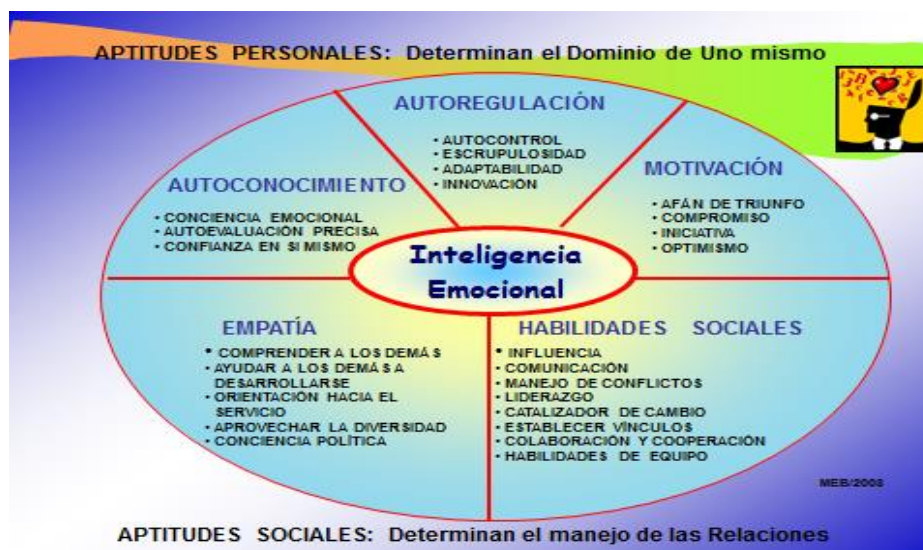 APTITUDES PERSONALES: Determinan el Dominio de Uno mismo
AUTOREGULACIÓN
• AUTOCONTROL
• ESCRUPULOSIDAD
• ADAPTABILIDAD
• INNOVACIÓN
MOTIVACIÓN
• AFÁN DE TRIUNFO
• COMPROMISO
• INICIATIVA
• OPTIMISMO
AUTOCONOCIMIENTO
• CONCIENCIA EMOCIONAL
• AUTOEVALUACIÓN PRECISA
• CONFIANZA EN SI MISMO
Inteligencia
Emocional
EMPATÍA
• COMPRENDER A LOS DEMÁS
• AYUDAR A LOS DEMÁS A
DESARROLLARSE
• ORIENTACIÓN HACIA EL
SERVICIO
• APROVECHAR LA DIVERSIDAD
• CONCIENCIA POLÍTICA
HABILIDADES SOCIALES
• INFLUENCIA
• COMUNICACIÓN
• MANEJO DE CONFLICTOS
• LIDERAZGO
• CATALIZADOR DE CAMBIO
• ESTABLECER VÍNCULOS
• COLABORACIÓN Y COOPERACIÓN
• HABILIDADES DE EQUIPO
MEB/2008
APTITUDES SOCIALES: Determinan el manejo de las Relaciones